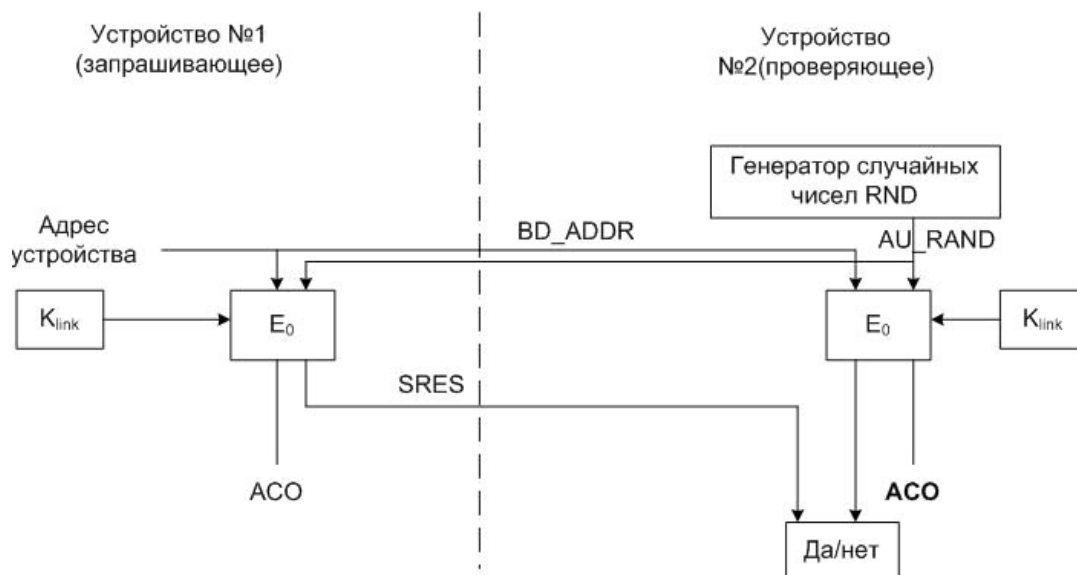 Устройство №1
(запрашивающее)
Устройство
№2(проверяющее)
Генератор случайных
чисел RND
Адрес
устройства
BD_ADDR
AU_RAND
Klink
E0
E0
Klink
SRES
ACO
ACO
Да/нет